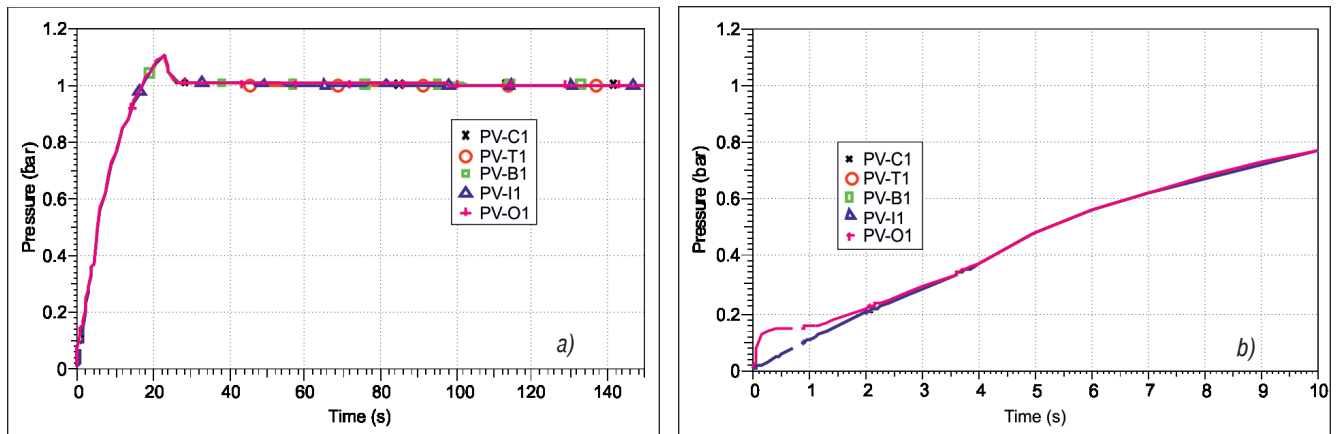 1.2
1
0.8
0.6
0.4
0.2
0
Pressure (bar)
0 20 40 60 80 100 120 140
Time (s)
PV-C1
PV-T1
PV-B1
PV-I1
PV-O1
a)
1.2
1
0.8
0.6
0.4
0.2
0
Pressure (bar)
0 1 2 3 4 5 6 7 8 9 10
Time (s)
PV-C1
PV-T1
PV-B1
PV-I1
PV-O1
b)